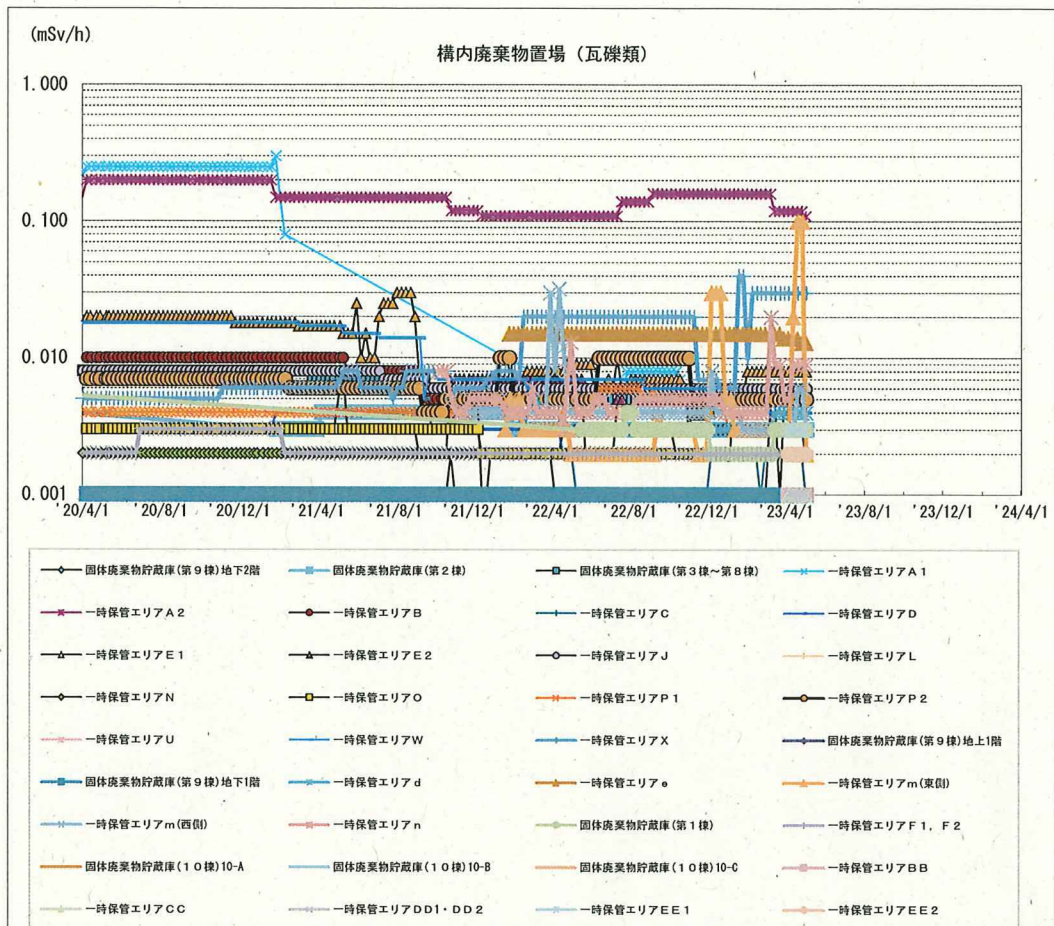 (mSv/h)
構内廃棄物置場（瓦礫類）
1.000
0.100
0.010
0.001
'20/4/1 '20/8/1 '20/12/1 '21/4/1 '21/8/1 '21/12/1 '22/4/1 '22/8/1 '22/12/1 '23/4/1 '23/8/1 '23/12/1 '24/4/1
固体廃棄物貯蔵庫(第９棟)地下2階 固体廃棄物貯蔵庫(第２棟) 固体廃棄物貯蔵庫(第３棟～第８棟) 一時保管エリアＡ１
一時保管エリアＡ２ 一時保管エリアＢ 一時保管エリアＣ 一時保管エリアＤ
一時保管エリアＥ１ 一時保管エリアＥ２ 一時保管エリアＪ 一時保管エリアＬ
一時保管エリアＮ 一時保管エリアＯ 一時保管エリアＰ１ 一時保管エリアＰ２
一時保管エリアＵ 一時保管エリアＷ 一時保管エリアＸ 固体廃棄物貯蔵庫(第９棟)地上1階
固体廃棄物貯蔵庫(第９棟)地下1階 一時保管エリアｄ 一時保管エリアｅ 一時保管エリアｍ(東側)
一時保管エリアｍ(西側) 一時保管エリアｎ 固体廃棄物貯蔵庫(第１棟) 一時保管エリアＦ１，Ｆ２
固体廃棄物貯蔵庫(１０棟)10-A 固体廃棄物貯蔵庫(１０棟)10-B 固体廃棄物貯蔵庫(１０棟)10-C 一時保管エリアＢＢ
一時保管エリアＣＣ 一時保管エリアＤＤ１・ＤＤ２ 一時保管エリアＥＥ１ 一時保管エリアＥＥ２